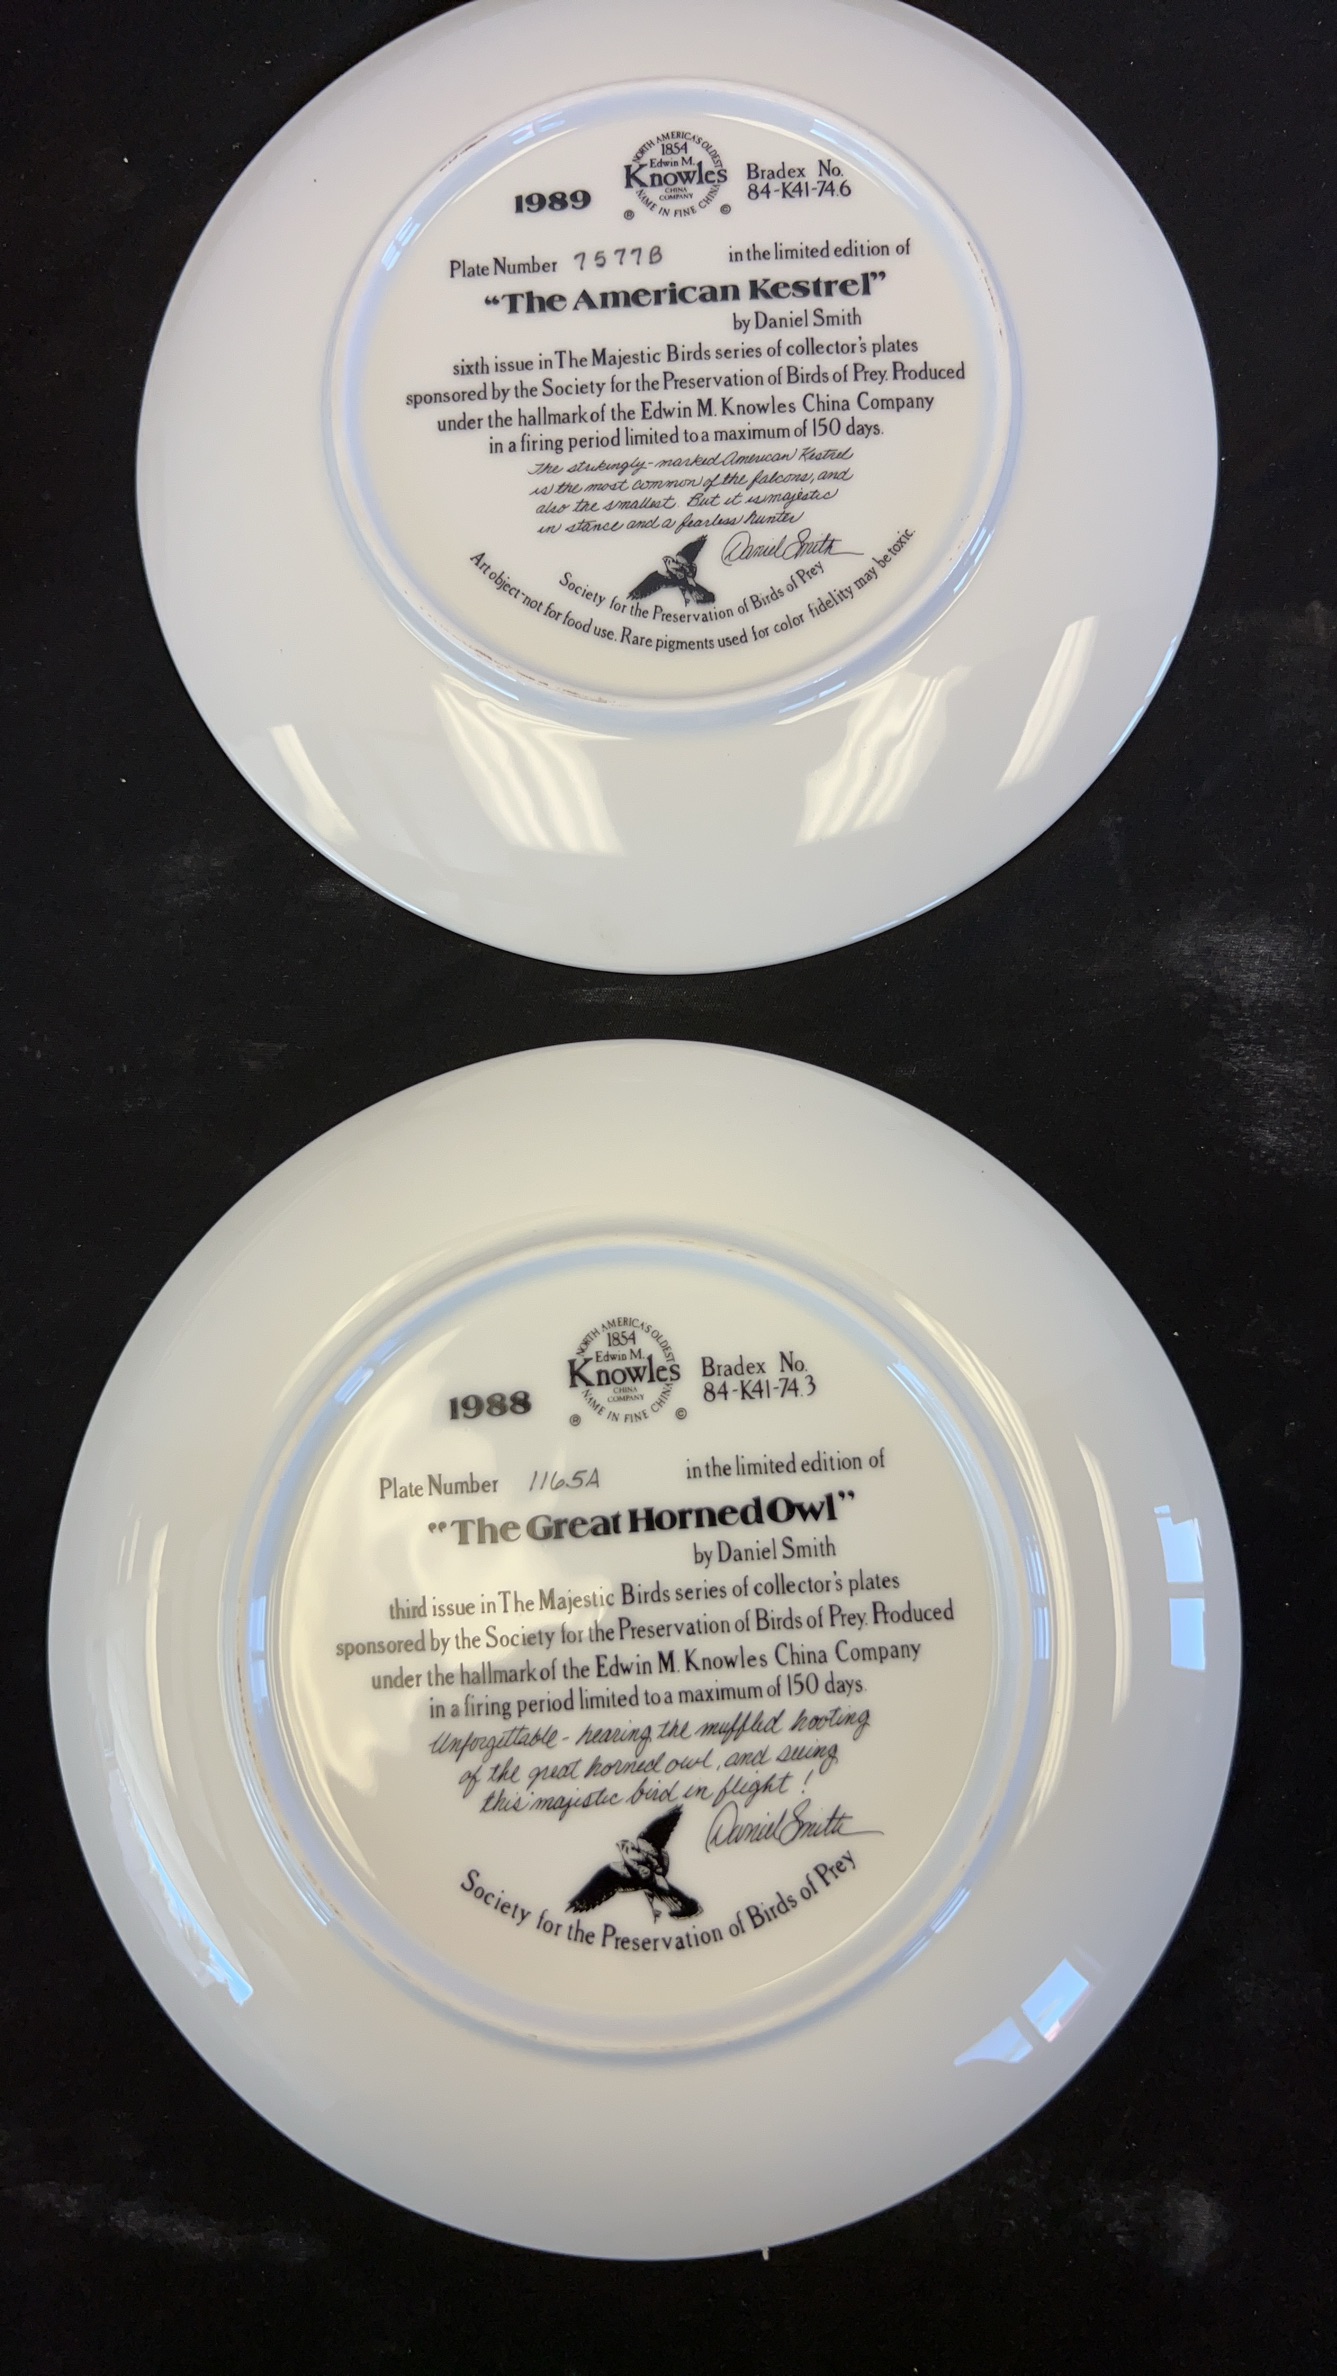 NORTH AMERICA'S OLDEST
1854
Edwin M.
Knowles
CHINA
COMPANY
NAME IN FINE CHINA
® ©
1989
Bradex No.
84-K41-74.6
Plate Number 7577B in the limited edition of
“The American Kestrel”
by Daniel Smith
sixth issue in The Majestic Birds series of collector's plates
sponsored by the Society for the Preservation of Birds of Prey. Produced
under the hallmark of the Edwin M. Knowles China Company
in a firing period limited to a maximum of 150 days.
The strikingly-marked American Kestrel
is the most common of the falcons, and
also the smallest. But it is majestic
in stance and a fearless hunter
Daniel Smith
Society for the Preservation of Birds of Prey
Art object-not for food use. Rare pigments used for color fidelity may be toxic.
NORTH AMERICA'S OLDEST
1854
Edwin M.
Knowles
CHINA
COMPANY
NAME IN FINE CHINA
® ©
1988
Bradex No.
84-K41-74.3
Plate Number 1165A in the limited edition of
“The Great Horned Owl”
by Daniel Smith
third issue in The Majestic Birds series of collector's plates
sponsored by the Society for the Preservation of Birds of Prey. Produced
under the hallmark of the Edwin M. Knowles China Company
in a firing period limited to a maximum of 150 days.
Unforgettable - hearing the muffled hooting
of the great horned owl, and seeing
this majestic bird in flight!
Daniel Smith
Society for the Preservation of Birds of Prey